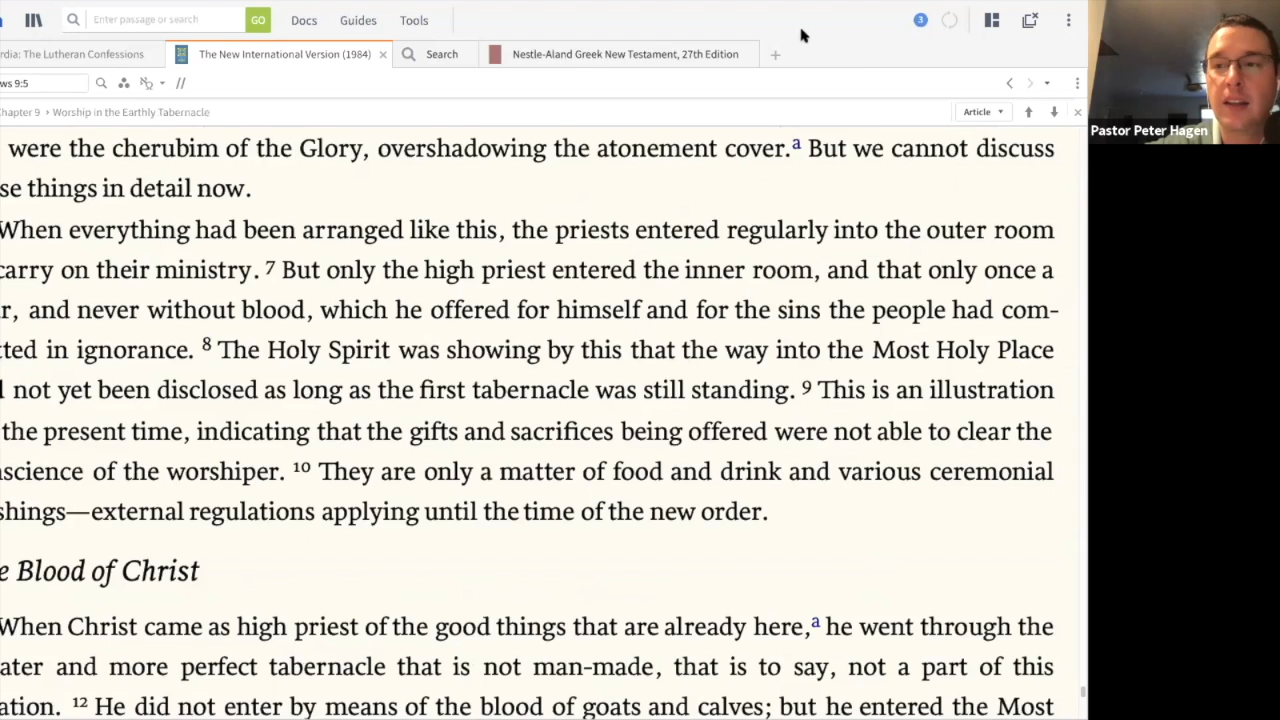 Enter passage or search GO Docs Guides Tools 3
rdia: The Lutheran Confessions The New International Version (1984) × Search Nestle-Aland Greek New Testament, 27th Edition +
ws 9:5
hapter 9 › Worship in the Earthly Tabernacle Article
Pastor Peter Hagen
were the cherubim of the Glory, overshadowing the atonement cover.a But we cannot discuss
se things in detail now.
When everything had been arranged like this, the priests entered regularly into the outer room
carry on their ministry. 7 But only the high priest entered the inner room, and that only once a
r, and never without blood, which he offered for himself and for the sins the people had com-
tted in ignorance. 8 The Holy Spirit was showing by this that the way into the Most Holy Place
not yet been disclosed as long as the first tabernacle was still standing. 9 This is an illustration
the present time, indicating that the gifts and sacrifices being offered were not able to clear the
nscience of the worshiper. 10 They are only a matter of food and drink and various ceremonial
shings—external regulations applying until the time of the new order.
e Blood of Christ
When Christ came as high priest of the good things that are already here,a he went through the
ater and more perfect tabernacle that is not man-made, that is to say, not a part of this
ation. 12 He did not enter by means of the blood of goats and calves; but he entered the Most